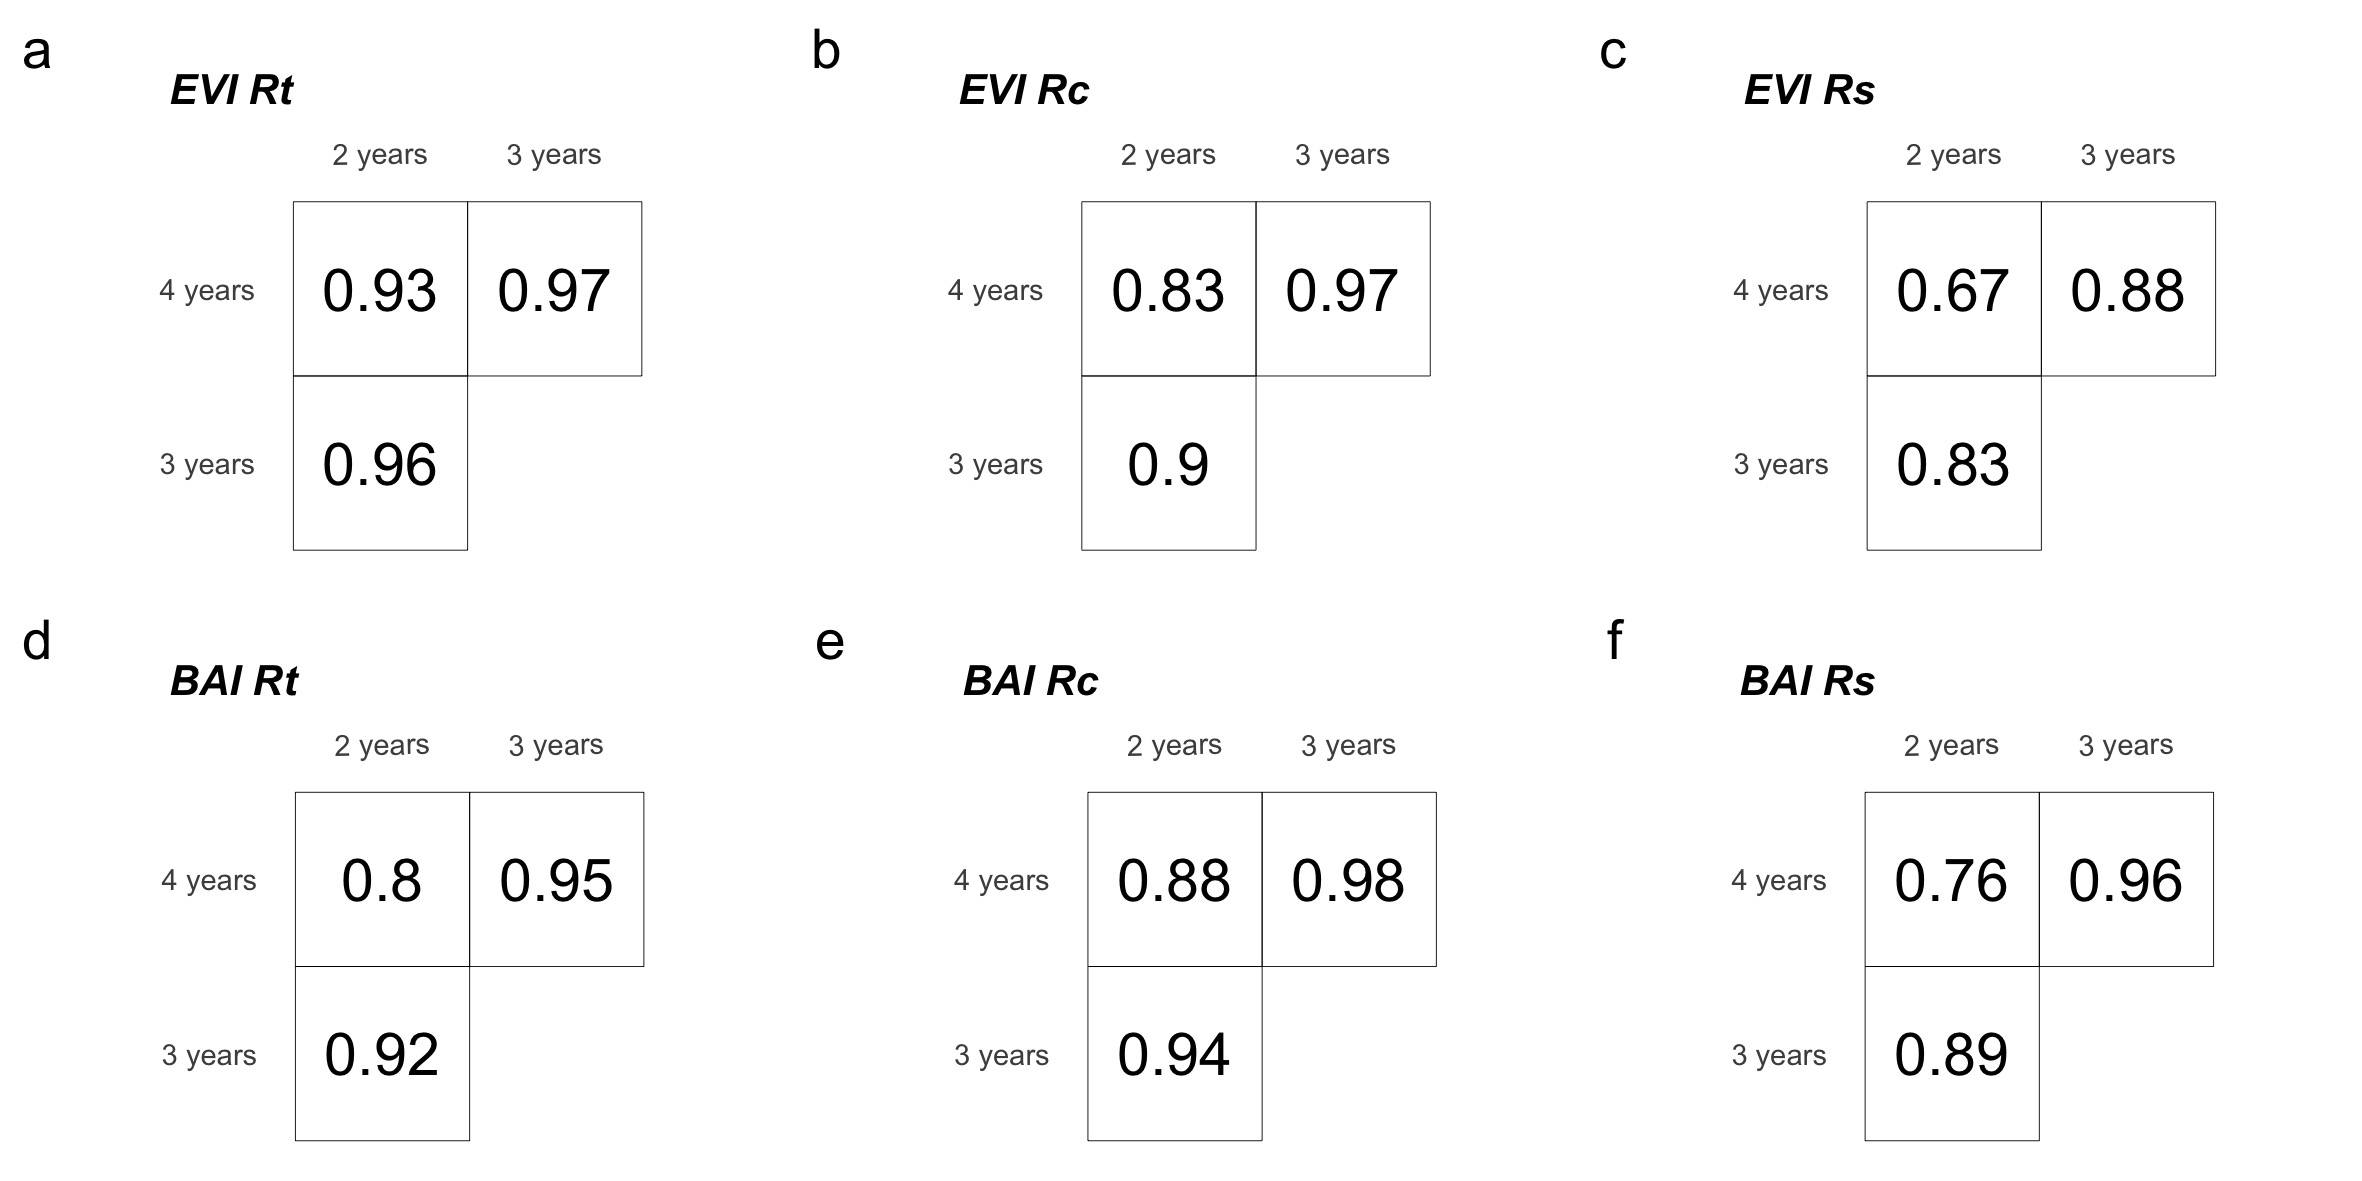 a
EVI Rt
2 years 3 years
4 years 0.93 0.97
3 years 0.96
b
EVI Rc
2 years 3 years
4 years 0.83 0.97
3 years 0.9
c
EVI Rs
2 years 3 years
4 years 0.67 0.88
3 years 0.83
d
BAI Rt
2 years 3 years
4 years 0.8 0.95
3 years 0.92
e
BAI Rc
2 years 3 years
4 years 0.88 0.98
3 years 0.94
f
BAI Rs
2 years 3 years
4 years 0.76 0.96
3 years 0.89